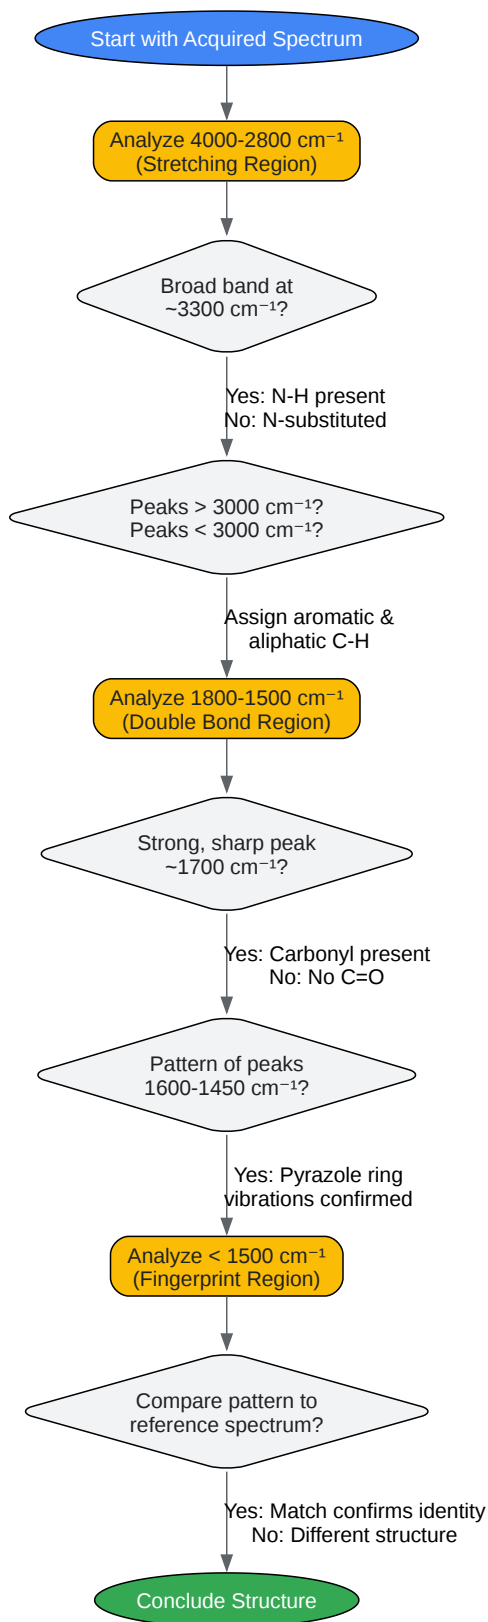 Start with Acquired Spectrum
Analyze 4000-2800 cm⁻¹
(Stretching Region)
Broad band at
~3300 cm⁻¹?
Yes: N-H present
No: N-substituted
Peaks > 3000 cm⁻¹?
Peaks < 3000 cm⁻¹?
Assign aromatic &
aliphatic C-H
Analyze 1800-1500 cm⁻¹
(Double Bond Region)
Strong, sharp peak
~1700 cm⁻¹?
Yes: Carbonyl present
No: No C=O
Pattern of peaks
1600-1450 cm⁻¹?
Yes: Pyrazole ring
vibrations confirmed
Analyze < 1500 cm⁻¹
(Fingerprint Region)
Compare pattern to
reference spectrum?
Yes: Match confirms identity
No: Different structure
Conclude Structure